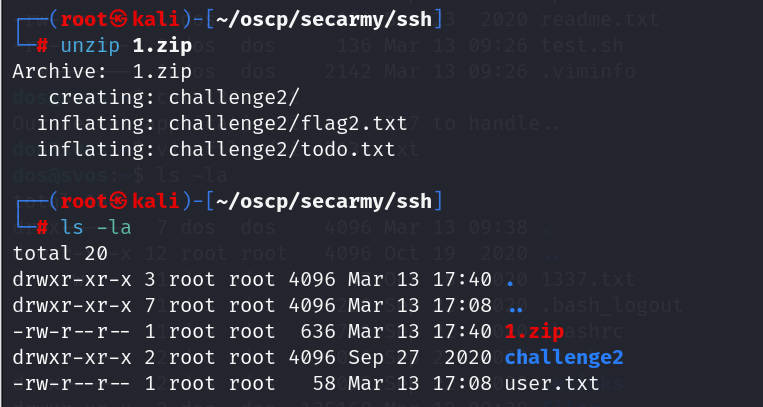 ┌──(root㉿kali)-[~/oscp/secarmy/ssh]
└─# unzip 1.zip
Archive:  1.zip
   creating: challenge2/
  inflating: challenge2/flag2.txt
  inflating: challenge2/todo.txt
┌──(root㉿kali)-[~/oscp/secarmy/ssh]
└─# ls -la
total 20
drwxr-xr-x 3 root root 4096 Mar 13 17:40 .
drwxr-xr-x 7 root root 4096 Mar 13 17:08 ..
-rw-r--r-- 1 root root  636 Mar 13 17:40 1.zip
drwxr-xr-x 2 root root 4096 Sep 27  2020 challenge2
-rw-r--r-- 1 root root   58 Mar 13 17:08 user.txt